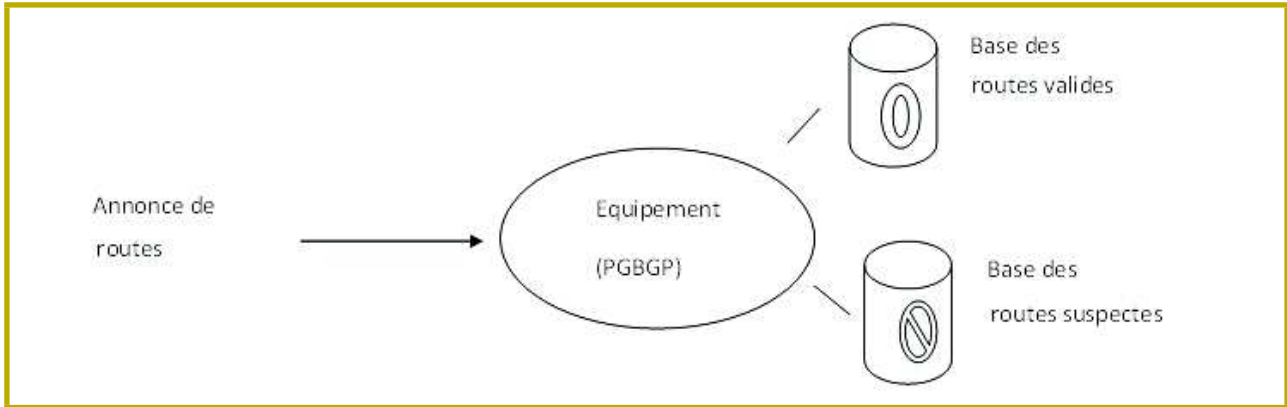 Annonce de
routes
Equipement
(PGBGP)
Base des
routes valides
Base des
routes suspectes